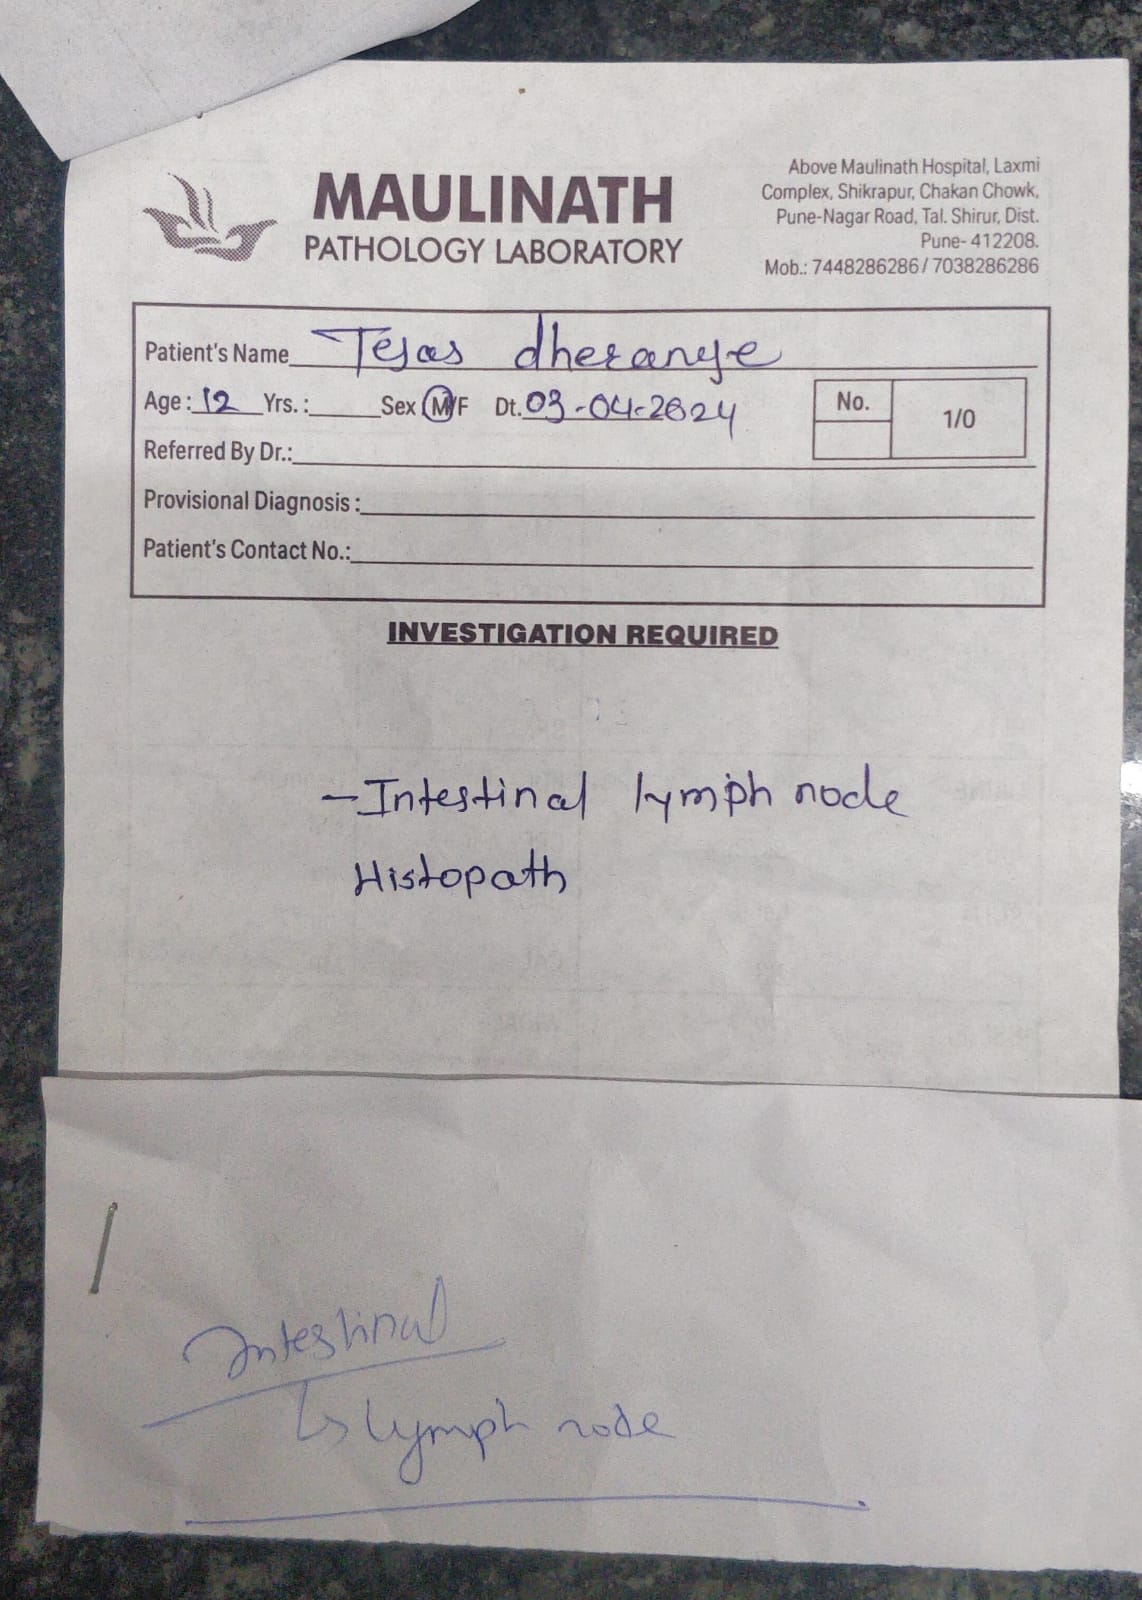 MAULINATH
PATHOLOGY LABORATORY
Above Maulinath Hospital, Laxmi
Complex, Shikrapur, Chakan Chowk,
Pune-Nagar Road, Tal. Shirur, Dist.
Pune- 412208.
Mob.: 7448286286 / 7038286286
Patient's Name Tejas dherange
Age : 12 Yrs. : Sex M/F Dt. 03-04-2024
No. 1/0
Referred By Dr.:
Provisional Diagnosis :
Patient's Contact No.:
INVESTIGATION REQUIRED
- Intestinal lymph node
Histopath
Intestinal
↳ lymph node